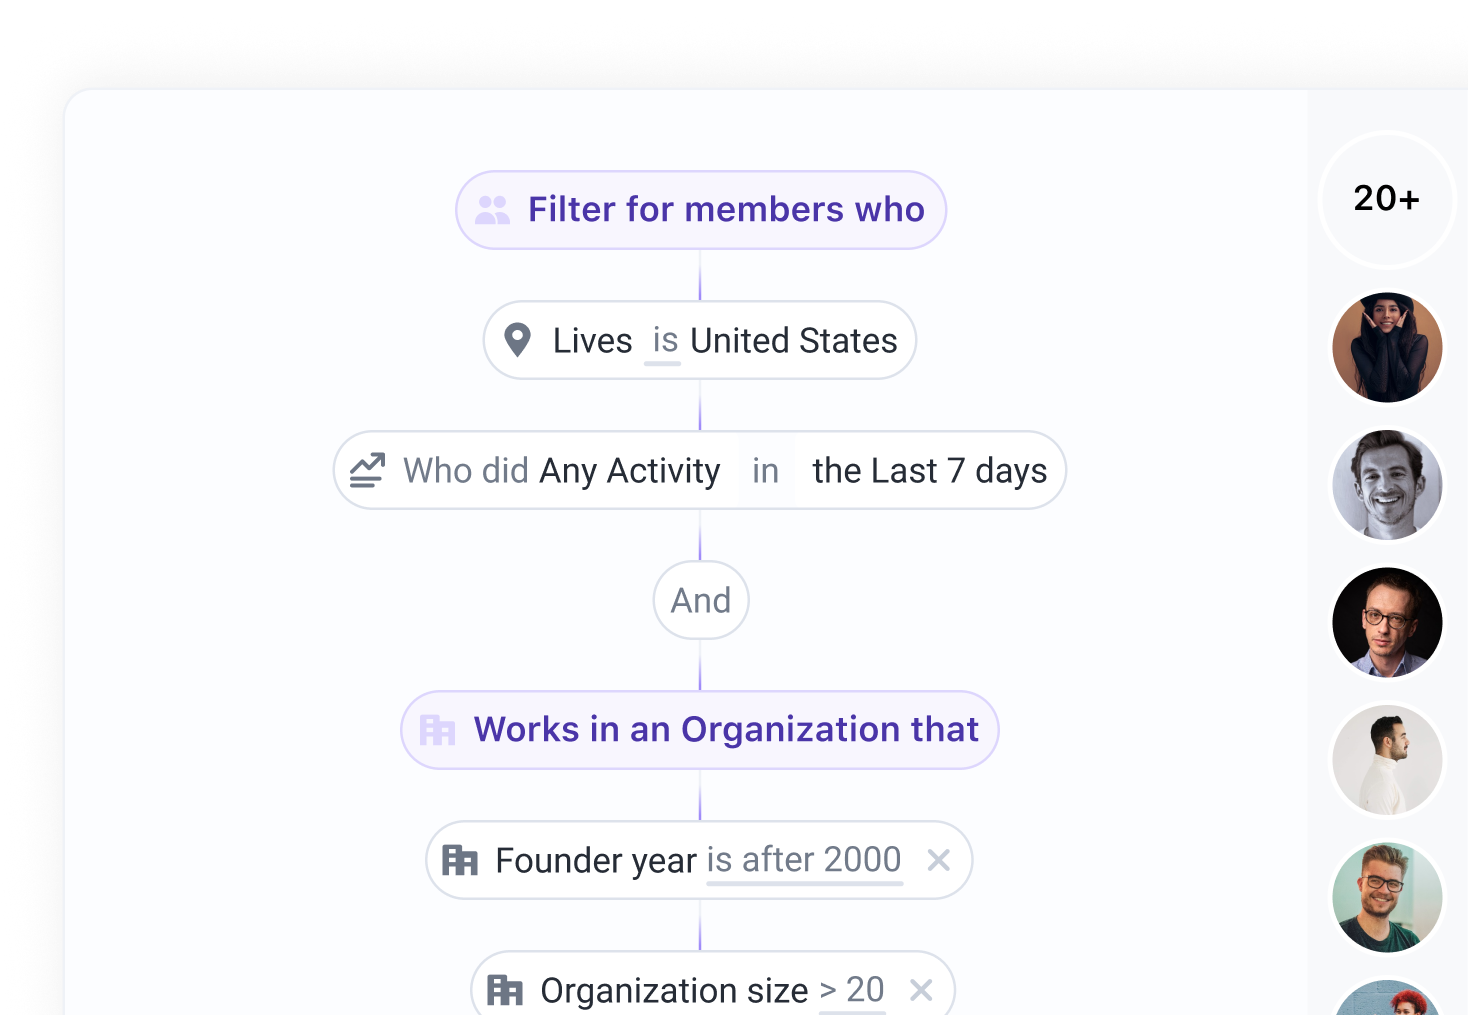 Filter for members who
20+
Lives is United States
Who did Any Activity in the Last 7 days
And
Works in an Organization that
Founder year is after 2000
Organization size > 20